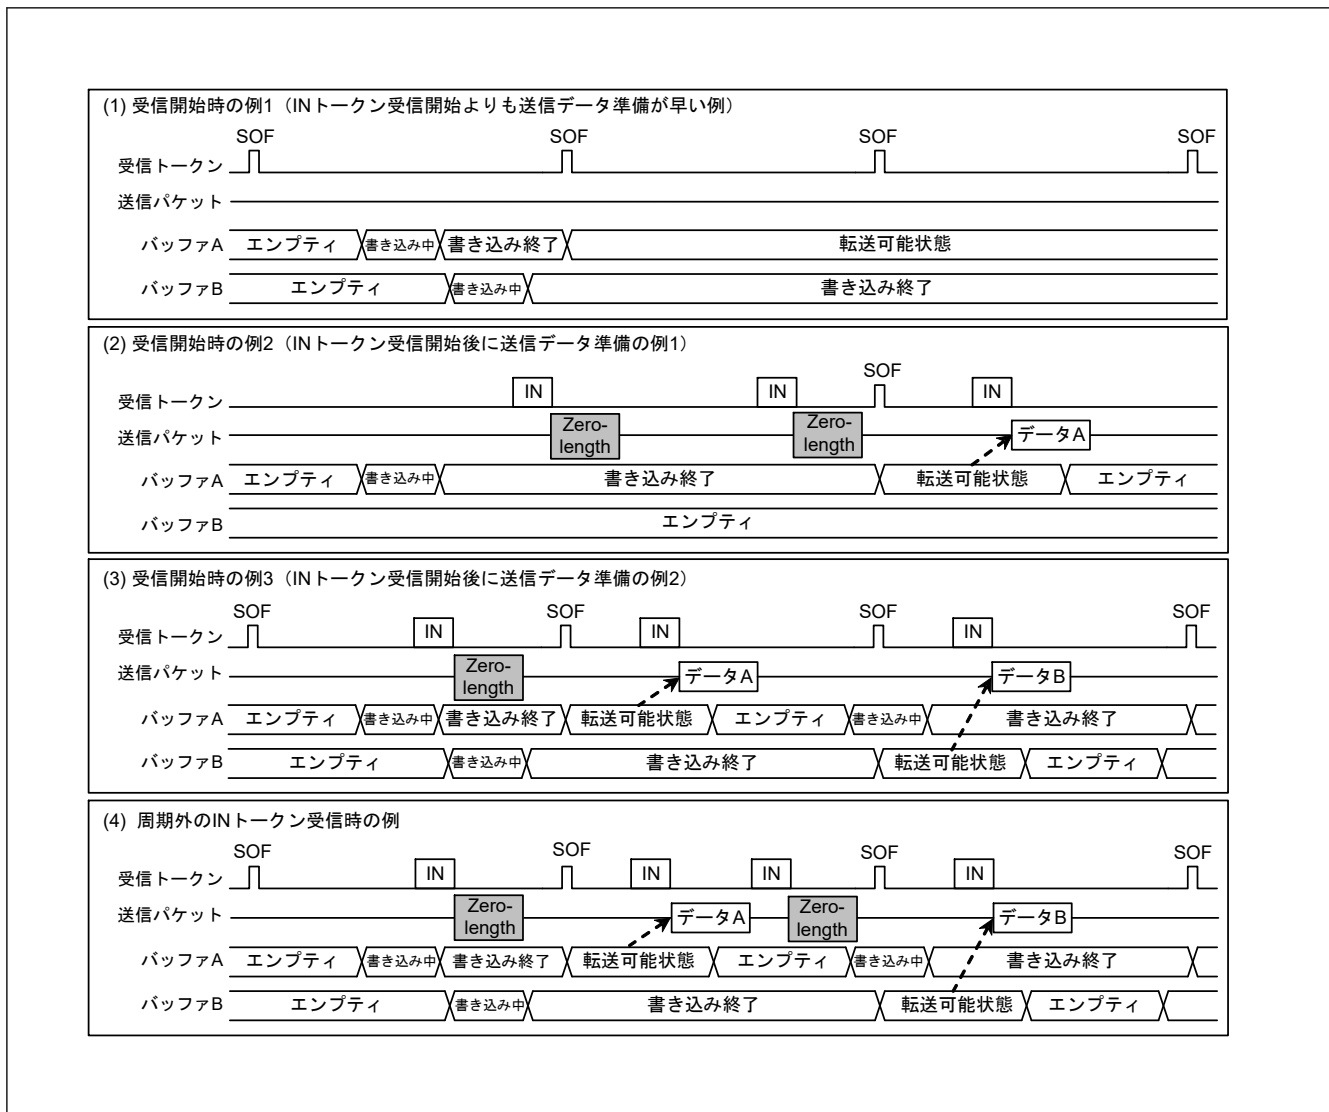 (1) 受信開始時の例1（INトークン受信開始よりも送信データ準備が早い例）
SOF SOF SOF SOF
受信トークン
送信パケット
バッファA エンプティ 書き込み中 書き込み終了 転送可能状態
バッファB エンプティ 書き込み中 書き込み終了
(2) 受信開始時の例2（INトークン受信開始後に送信データ準備の例1）
SOF
受信トークン IN IN IN
送信パケット Zero-length Zero-length データA
バッファA エンプティ 書き込み中 書き込み終了 転送可能状態 エンプティ
バッファB エンプティ
(3) 受信開始時の例3（INトークン受信開始後に送信データ準備の例2）
SOF SOF SOF SOF
受信トークン IN IN IN
送信パケット Zero-length データA データB
バッファA エンプティ 書き込み中 書き込み終了 転送可能状態 エンプティ 書き込み中 書き込み終了
バッファB エンプティ 書き込み中 書き込み終了 転送可能状態 エンプティ
(4) 周期外のINトークン受信時の例
SOF SOF SOF SOF
受信トークン IN IN IN IN
送信パケット Zero-length データA Zero-length データB
バッファA エンプティ 書き込み中 書き込み終了 転送可能状態 エンプティ 書き込み中 書き込み終了
バッファB エンプティ 書き込み中 書き込み終了 転送可能状態 エンプティ